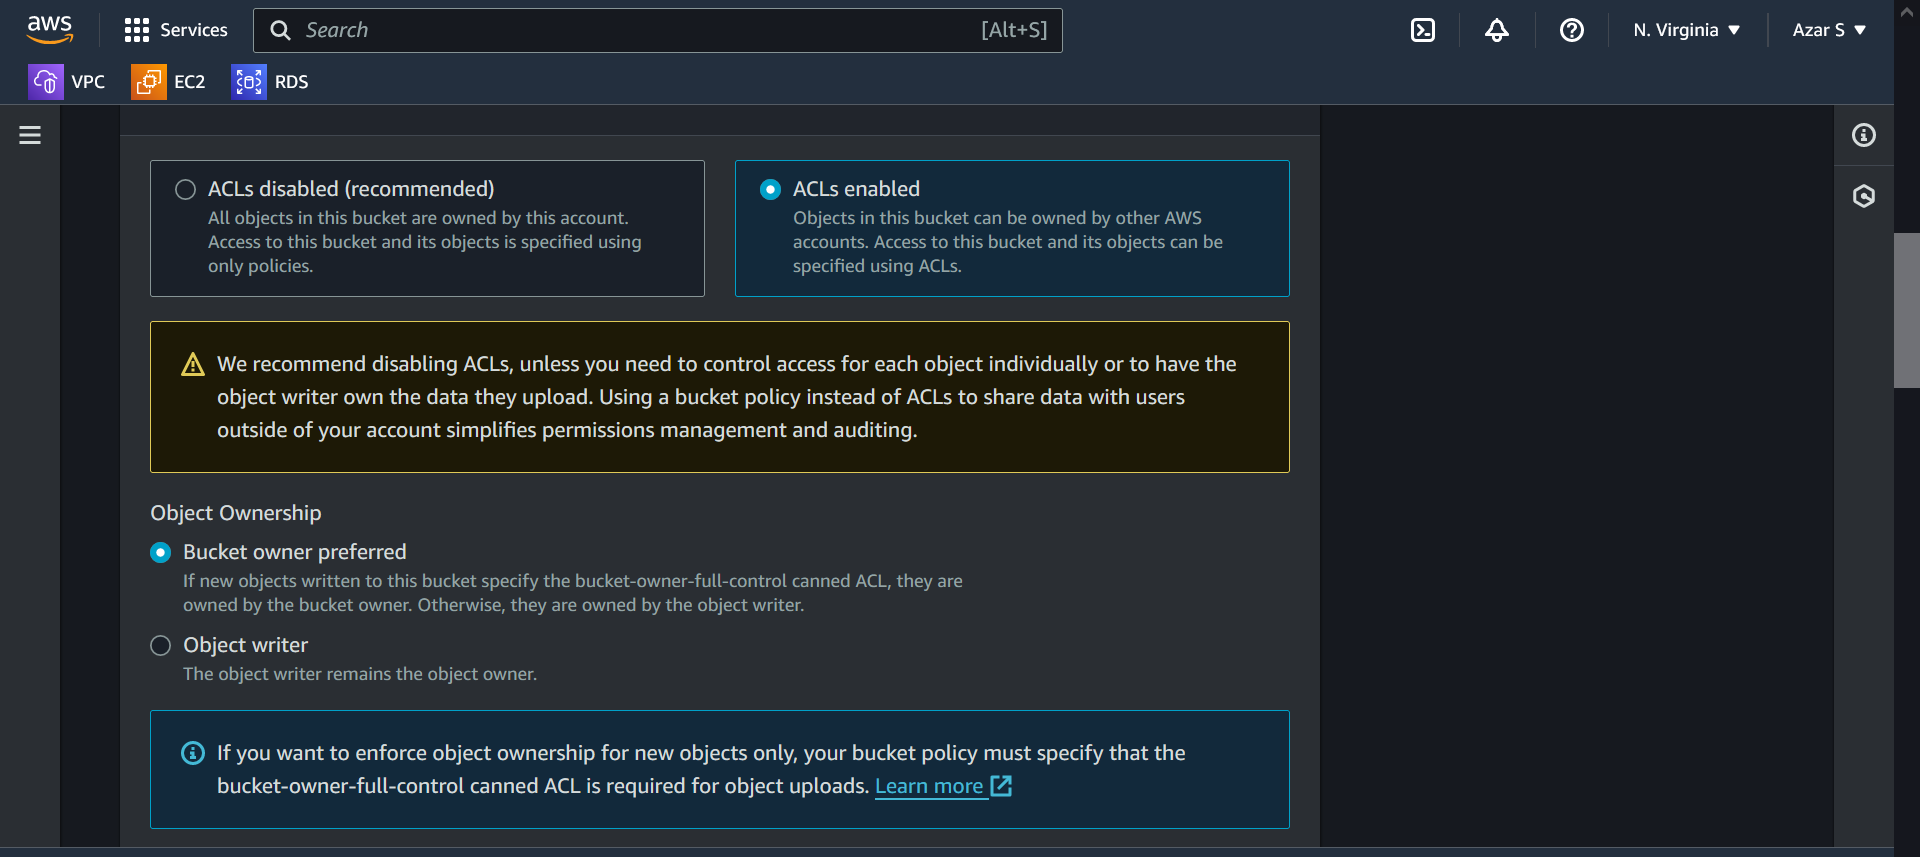 aws
Services
Search
[Alt+S]
N. Virginia
Azar S
VPC
EC2
RDS
ACLs disabled (recommended)
All objects in this bucket are owned by this account.
Access to this bucket and its objects is specified using
only policies.
ACLs enabled
Objects in this bucket can be owned by other AWS
accounts. Access to this bucket and its objects can be
specified using ACLs.
We recommend disabling ACLs, unless you need to control access for each object individually or to have the
object writer own the data they upload. Using a bucket policy instead of ACLs to share data with users
outside of your account simplifies permissions management and auditing.
Object Ownership
Bucket owner preferred
If new objects written to this bucket specify the bucket-owner-full-control canned ACL, they are
owned by the bucket owner. Otherwise, they are owned by the object writer.
Object writer
The object writer remains the object owner.
If you want to enforce object ownership for new objects only, your bucket policy must specify that the
bucket-owner-full-control canned ACL is required for object uploads. Learn more